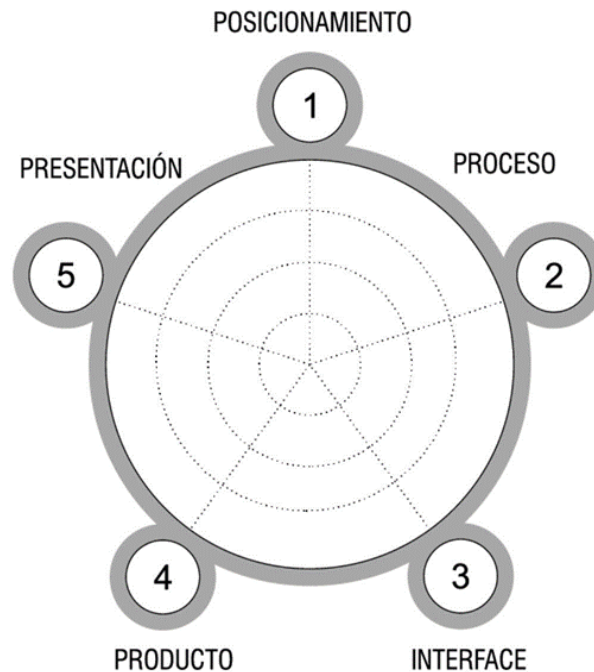 POSICIONAMIENTO
1
PRESENTACIÓN
PROCESO
5
2
4
3
PRODUCTO
INTERFACE